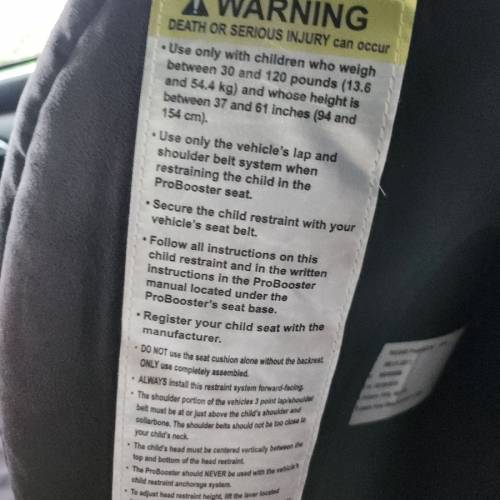 WARNING
DEATH OR SERIOUS INJURY can occur
• Use only with children who weigh
between 30 and 120 pounds (13.6
and 54.4 kg) and whose height is
between 37 and 61 inches (94 and
154 cm).
• Use only the vehicle's lap and
shoulder belt system when
restraining the child in the
ProBooster seat.
• Secure the child restraint with your
vehicle's seat belt.
• Follow all instructions on this
child restraint and in the written
instructions in the ProBooster
manual located under the
ProBooster's seat base.
• Register your child seat with the
manufacturer.
• DO NOT use the seat cushion alone without the backrest.
ONLY use completely assembled.
• ALWAYS install this restraint system forward-facing.
• The shoulder portion of the vehicles 3 point lap/shoulder
belt must be at or just above the child's shoulder and
collarbone. The shoulder belts should not be too close to
your child's neck.
• The child's head must be centered vertically between the
top and bottom of the head restraint.
• The ProBooster should NEVER be used with the vehicle's
child restraint anchorage system.
• To adjust head restraint height, lift the lever located